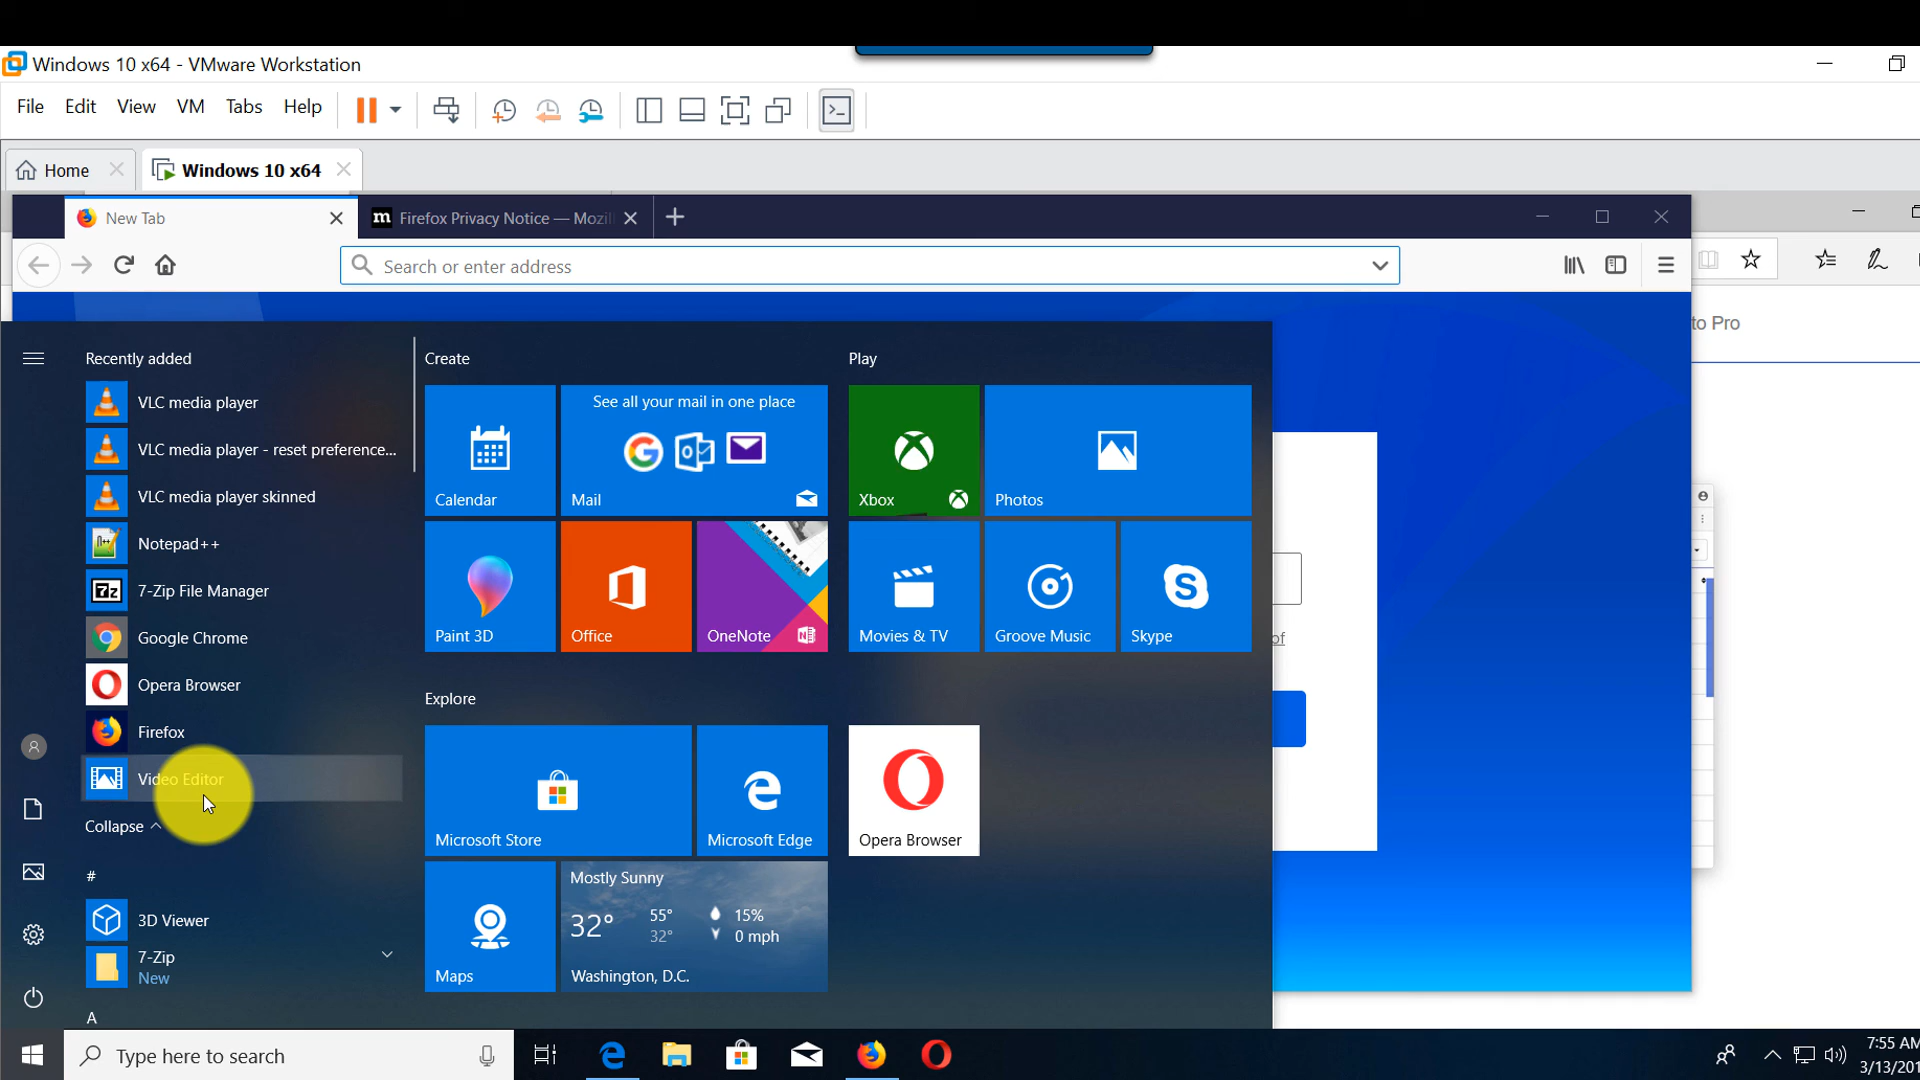 Windows 10 x64 - VMware Workstation
File Edit View VM Tabs Help
Home Windows 10 x64
New Tab Firefox Privacy Notice — Mozil
Search or enter address
to Pro
Recently added
VLC media player
VLC media player - reset preference...
VLC media player skinned
Notepad++
7-Zip File Manager
Google Chrome
Opera Browser
Firefox
Video Editor
Collapse
#
3D Viewer
7-Zip
New
A
Create
Calendar
See all your mail in one place
Mail
Paint 3D
Office
OneNote
Play
Xbox
Photos
Movies & TV
Groove Music
Skype
of
Explore
Microsoft Store
Microsoft Edge
Opera Browser
Maps
Mostly Sunny
32° 55° 15%
32° 0 mph
Washington, D.C.
Type here to search
7:55 AM
3/13/201